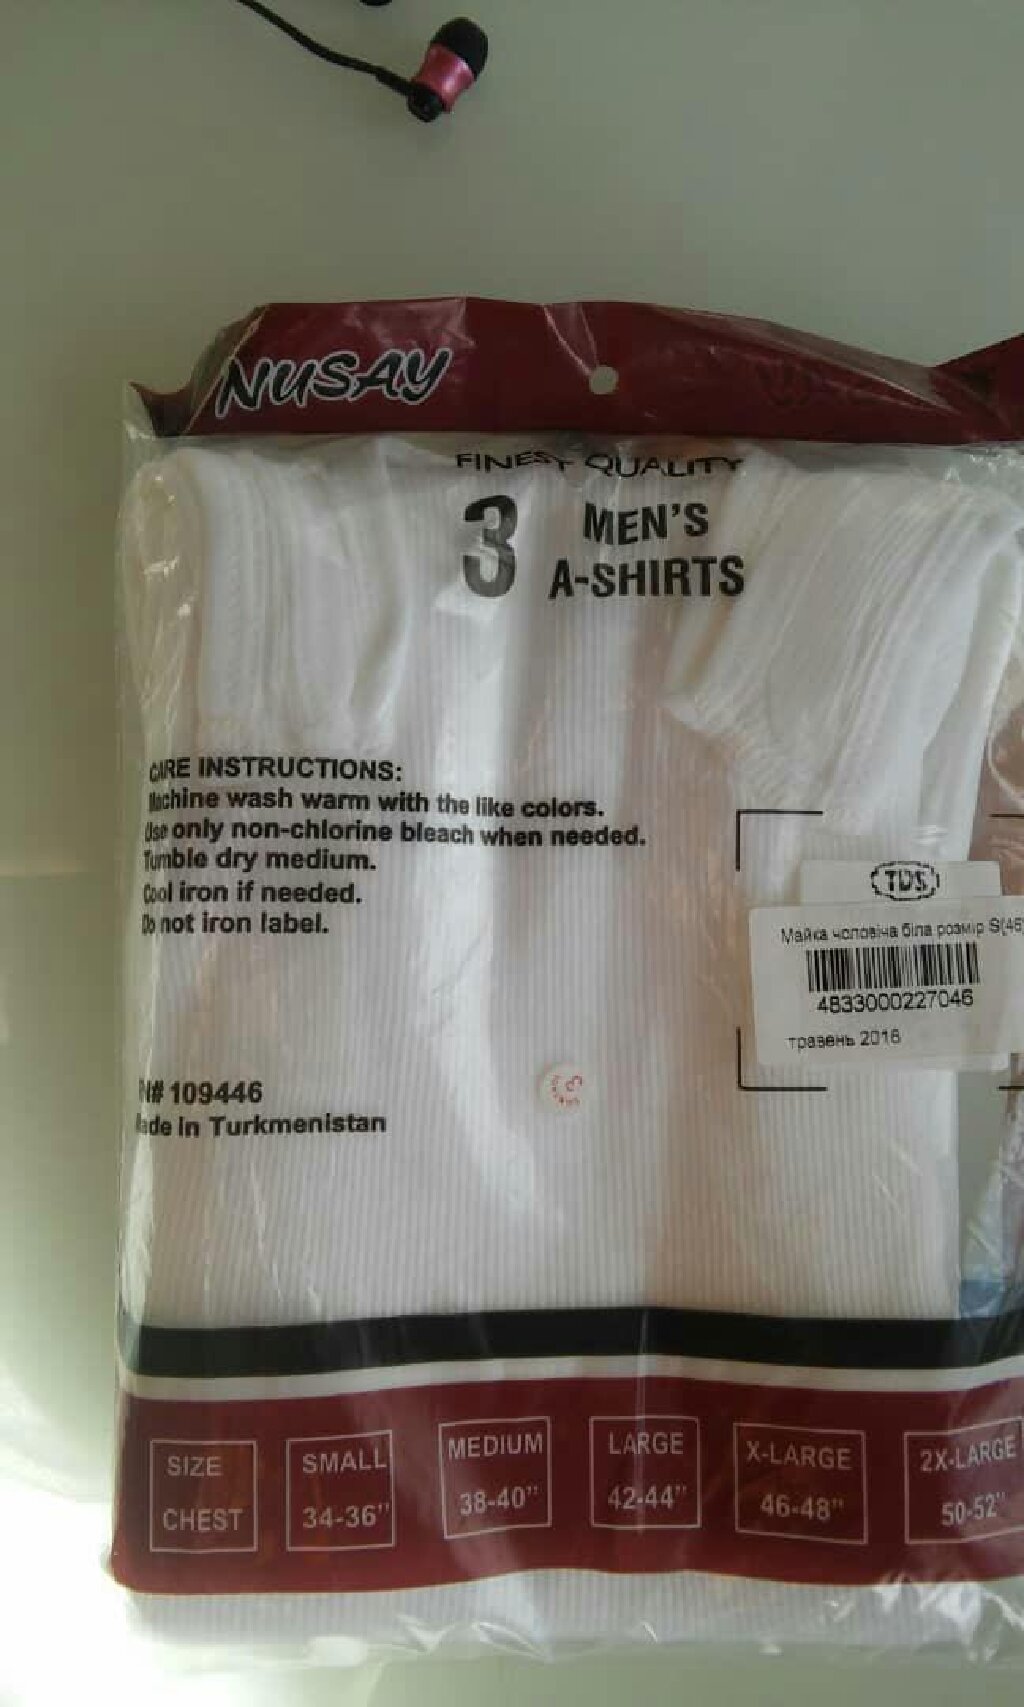 NUSAY
FINEST QUALITY
3 MEN'S
A-SHIRTS
CARE INSTRUCTIONS:
Machine wash warm with the like colors.
Use only non-chlorine bleach when needed.
Tumble dry medium.
Cool iron if needed.
Do not iron label.
TDS
Майка чоловіча біла розмір S(46)
4833000227046
травень 2016
RN# 109446
Made in Turkmenistan
SIZE SMALL MEDIUM LARGE X-LARGE 2X-LARGE
CHEST 34-36" 38-40" 42-44" 46-48" 50-52"